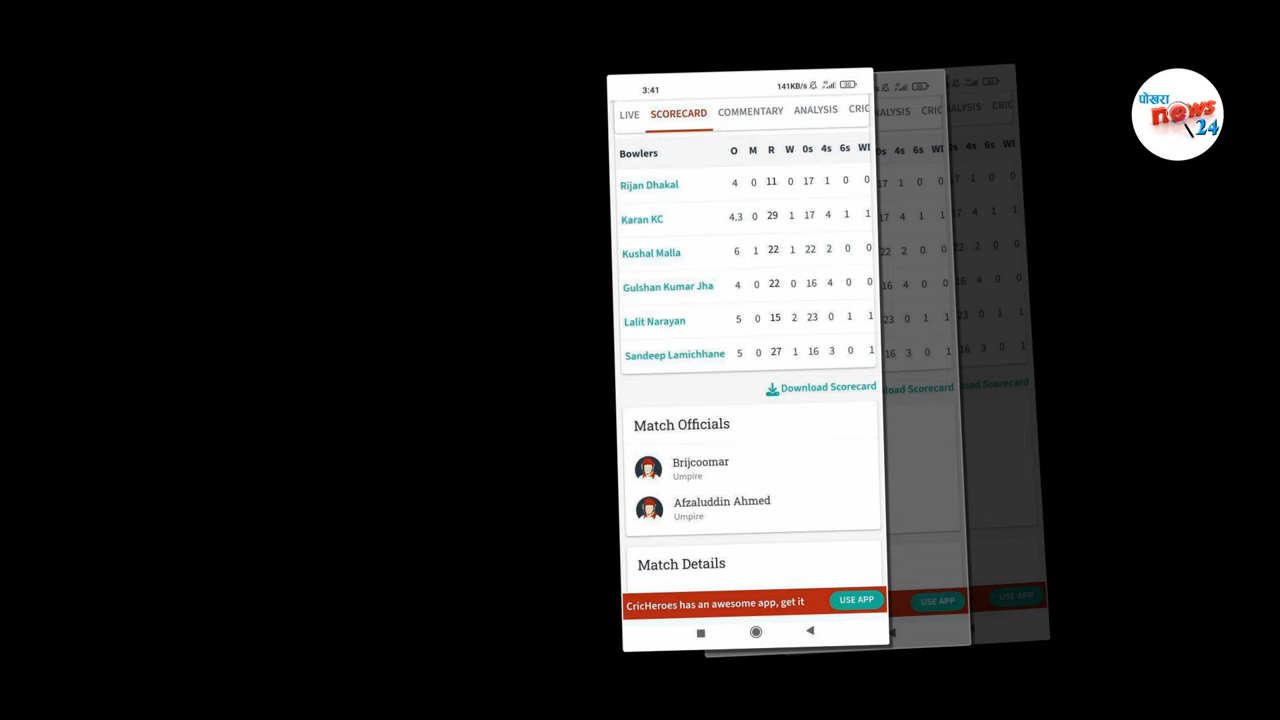 पोखरा
news
24
3:41 141KB/s
LIVE SCORECARD COMMENTARY ANALYSIS CRIC
Bowlers O M R W 0s 4s 6s WD
Rijan Dhakal 4 0 11 0 17 1 0 0
Karan KC 4.3 0 29 1 17 4 1 1
Kushal Malla 6 1 22 1 22 2 0 0
Gulshan Kumar Jha 4 0 22 0 16 4 0 0
Lalit Narayan 5 0 15 2 23 0 1 1
Sandeep Lamichhane 5 0 27 1 16 3 0 1
Download Scorecard
Match Officials
Brijcoomar
Umpire
Afzaluddin Ahmed
Umpire
Match Details
CricHeroes has an awesome app, get it USE APP